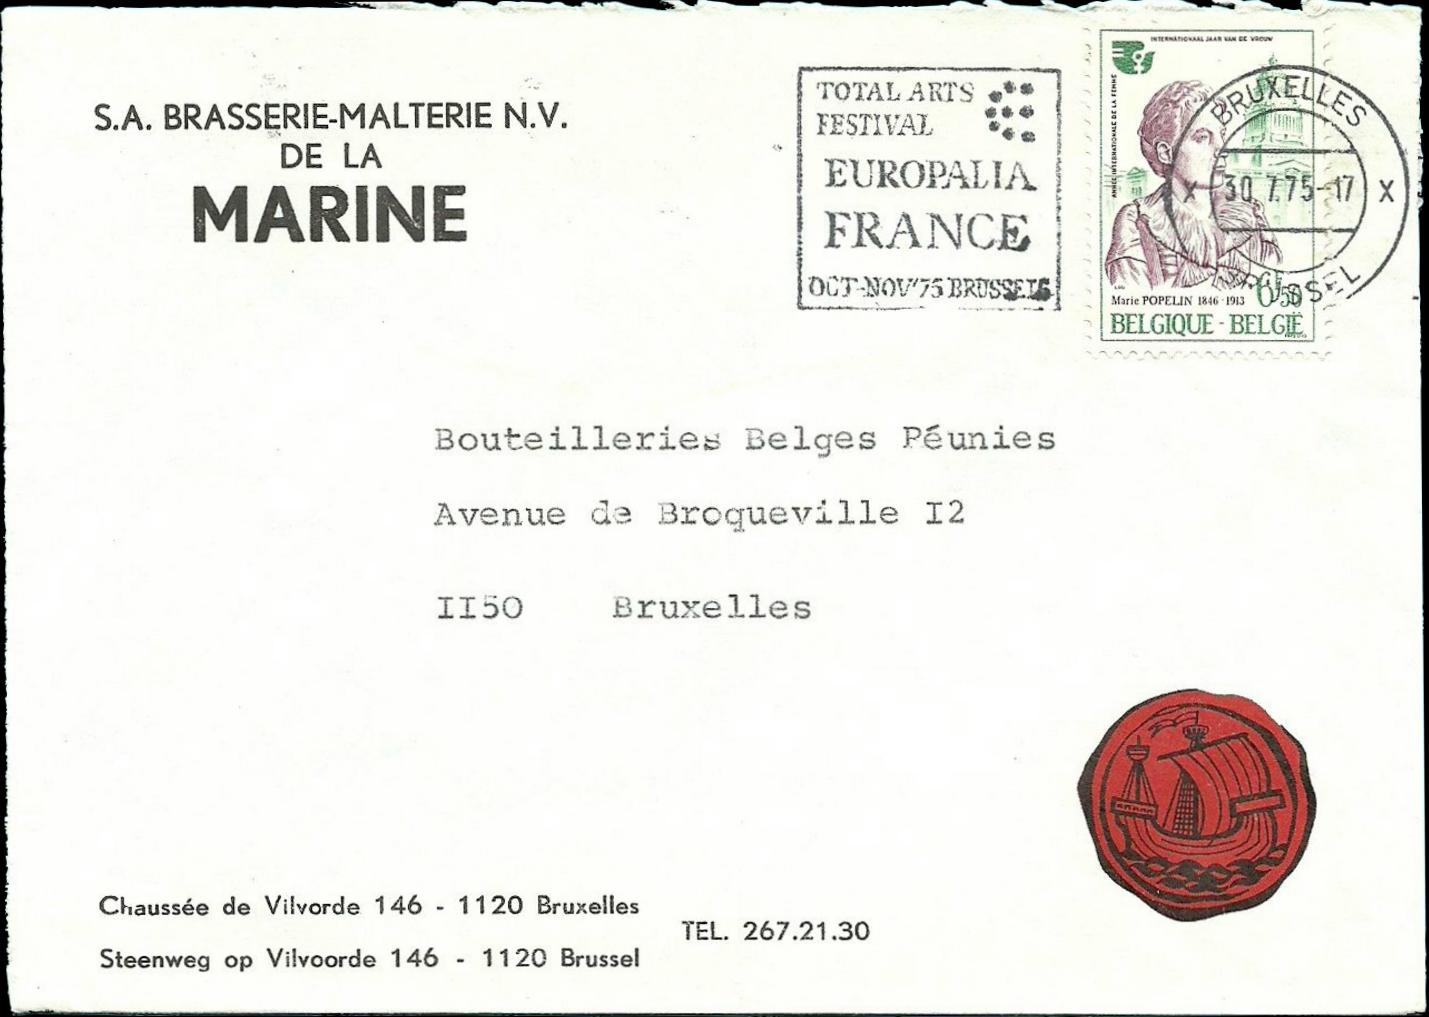 S.A. BRASSERIE-MALTERIE N.V.
DE LA
MARINE
TOTAL ARTS
FESTIVAL
EUROPALIA
FRANCE
OCT-NOV'75 BRUSSELS
INTERNATIONAAL JAAR VAN DE VROUW
ANNEE INTERNATIONALE DE LA FEMME
Marie POPELIN 1846-1913
6,50
BELGIQUE-BELGIË
BRUXELLES
X 30.7.75-17 X
BRUSSEL
Bouteilleries Belges Péunies
Avenue de Broqueville I2
II50 Bruxelles
Chaussée de Vilvorde 146 - 1120 Bruxelles
Steenweg op Vilvoorde 146 - 1120 Brussel
TEL. 267.21.30